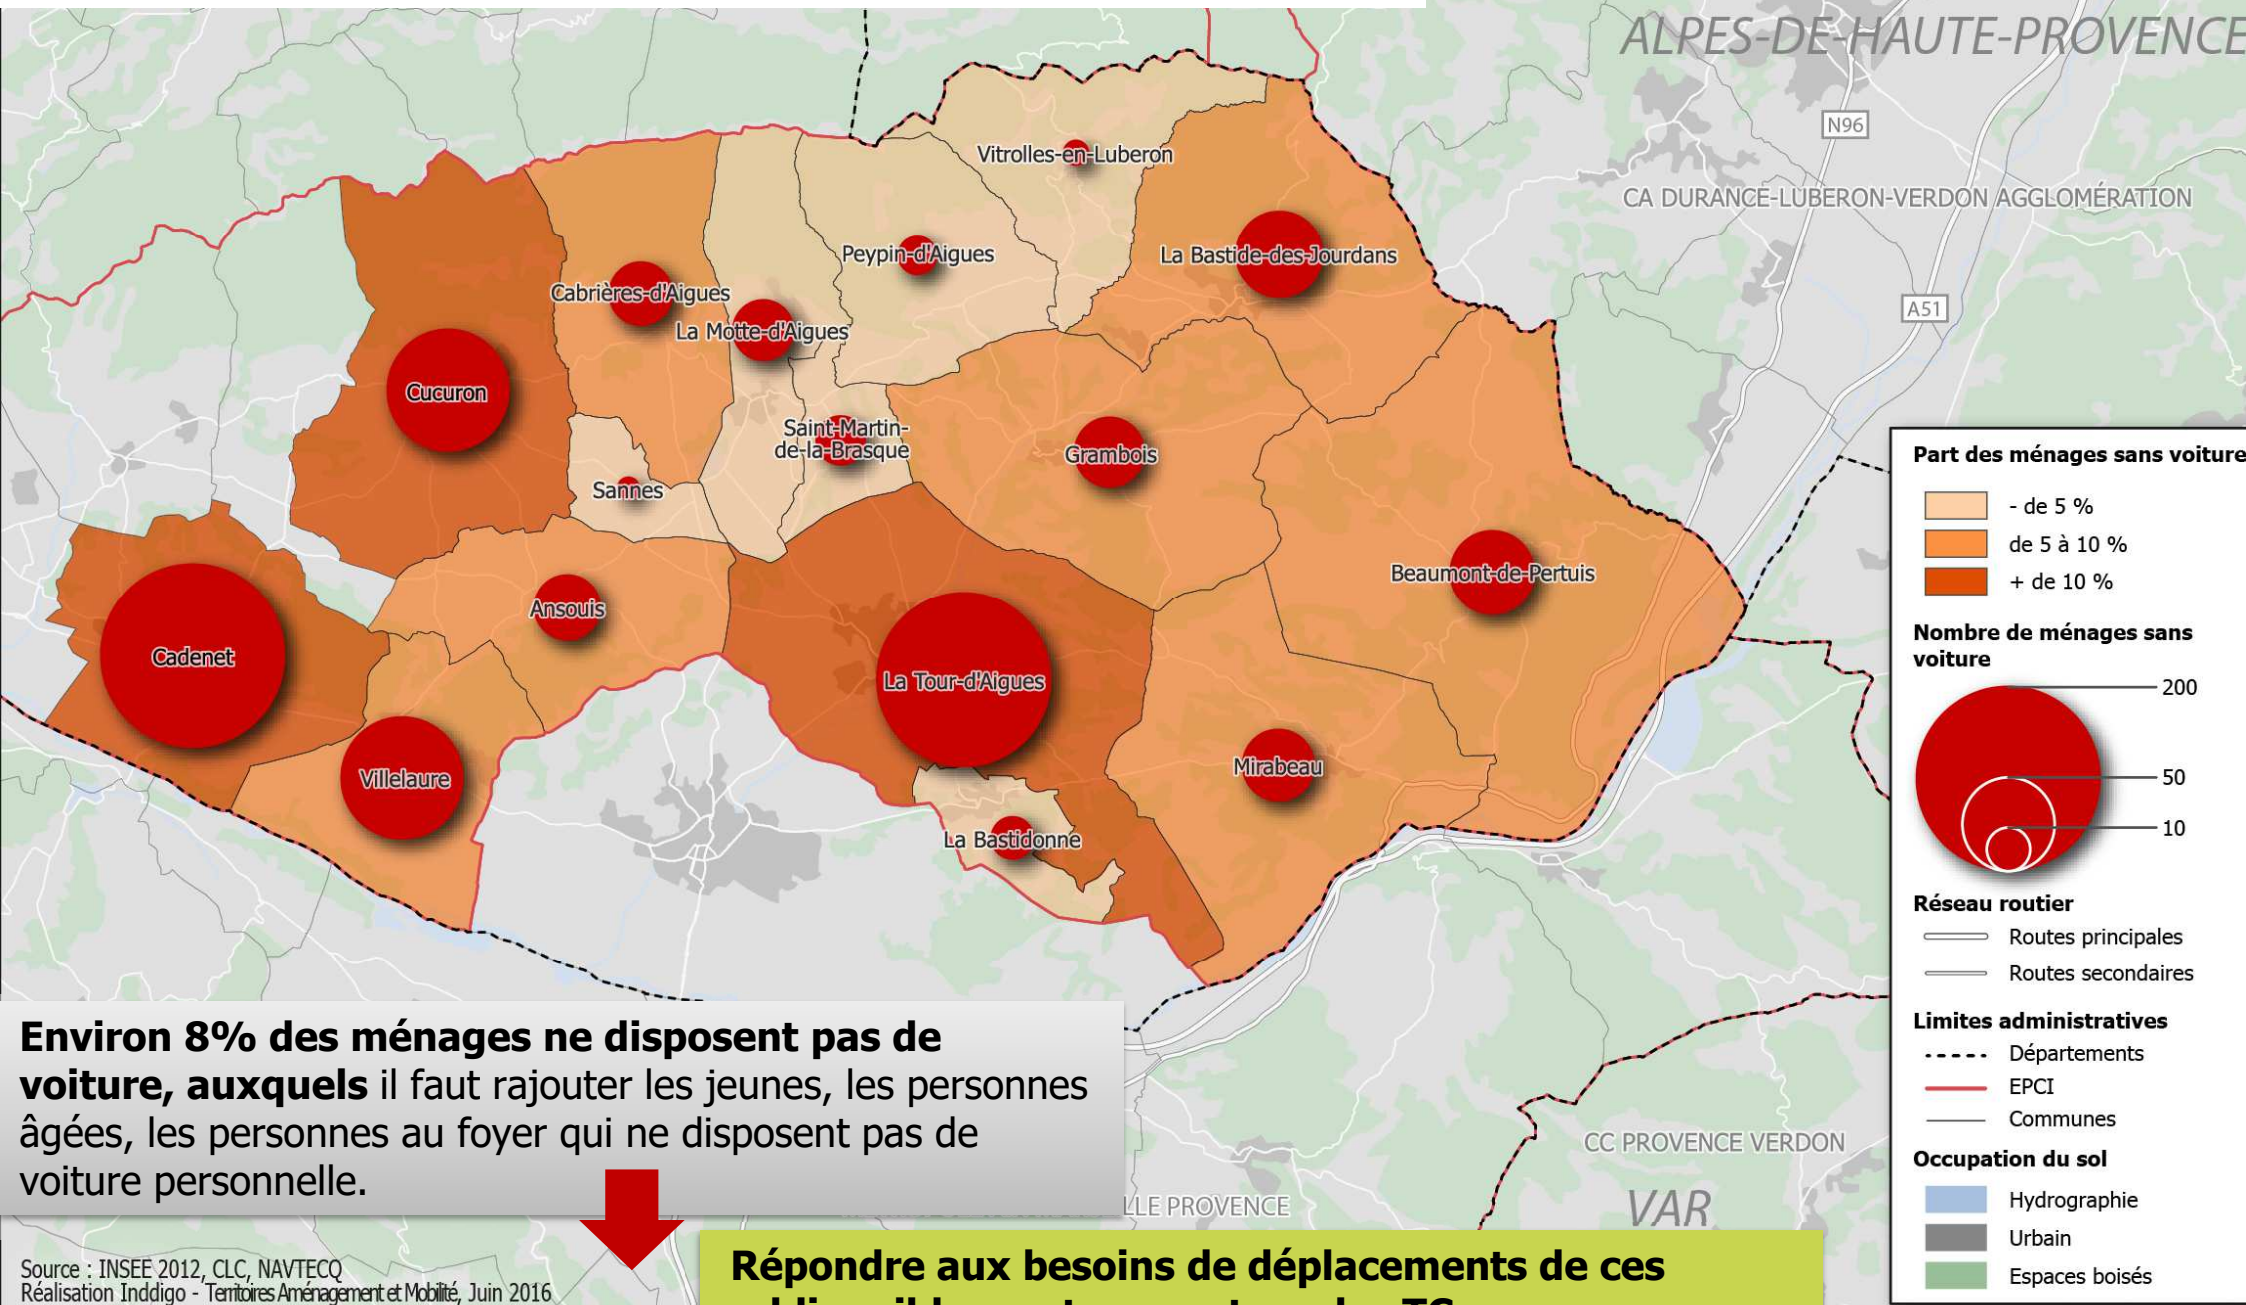 ALPES-DE-HAUTE-PROVENCE
N96
Vitrolles-en-Luberon
CA DURANCE-LUBERON-VERDON AGGLOMÉRATION
Peypin-d'Aigues
La Bastide-des-Jourdans
Cabrières-d'Aigues
A51
La Motte-d'Aigues
Cucuron
Saint-Martin-
de-la-Brasque
Grambois
Sannes
Beaumont-de-Pertuis
Ansouis
Cadenet
La Tour-d'Aigues
Mirabeau
Villelaure
La Bastidonne
Part des ménages sans voiture
- de 5 %
de 5 à 10 %
+ de 10 %
Nombre de ménages sans
voiture
200
50
10
Réseau routier
Routes principales
Routes secondaires
Limites administratives
Départements
EPCI
Communes
Occupation du sol
Hydrographie
Urbain
Espaces boisés
Environ 8% des ménages ne disposent pas de
voiture, auxquels il faut rajouter les jeunes, les personnes
âgées, les personnes au foyer qui ne disposent pas de
voiture personnelle.
CC PROVENCE VERDON
LLE PROVENCE
VAR
Source : INSEE 2012, CLC, NAVTECQ
Réalisation Inddigo - Territoires Aménagement et Mobilité, Juin 2016
Répondre aux besoins de déplacements de ces